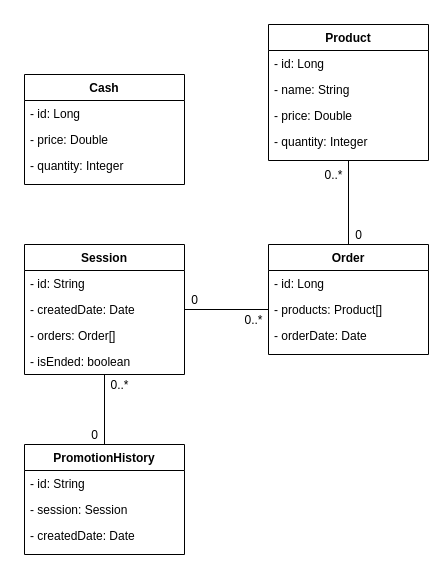 Product
- id: Long
- name: String
- price: Double
- quantity: Integer
Cash
- id: Long
- price: Double
- quantity: Integer
0..*
0
Session
- id: String
- createdDate: Date
- orders: Order[]
- isEnded: boolean
0
0..*
Order
- id: Long
- products: Product[]
- orderDate: Date
0..*
0
PromotionHistory
- id: String
- session: Session
- createdDate: Date